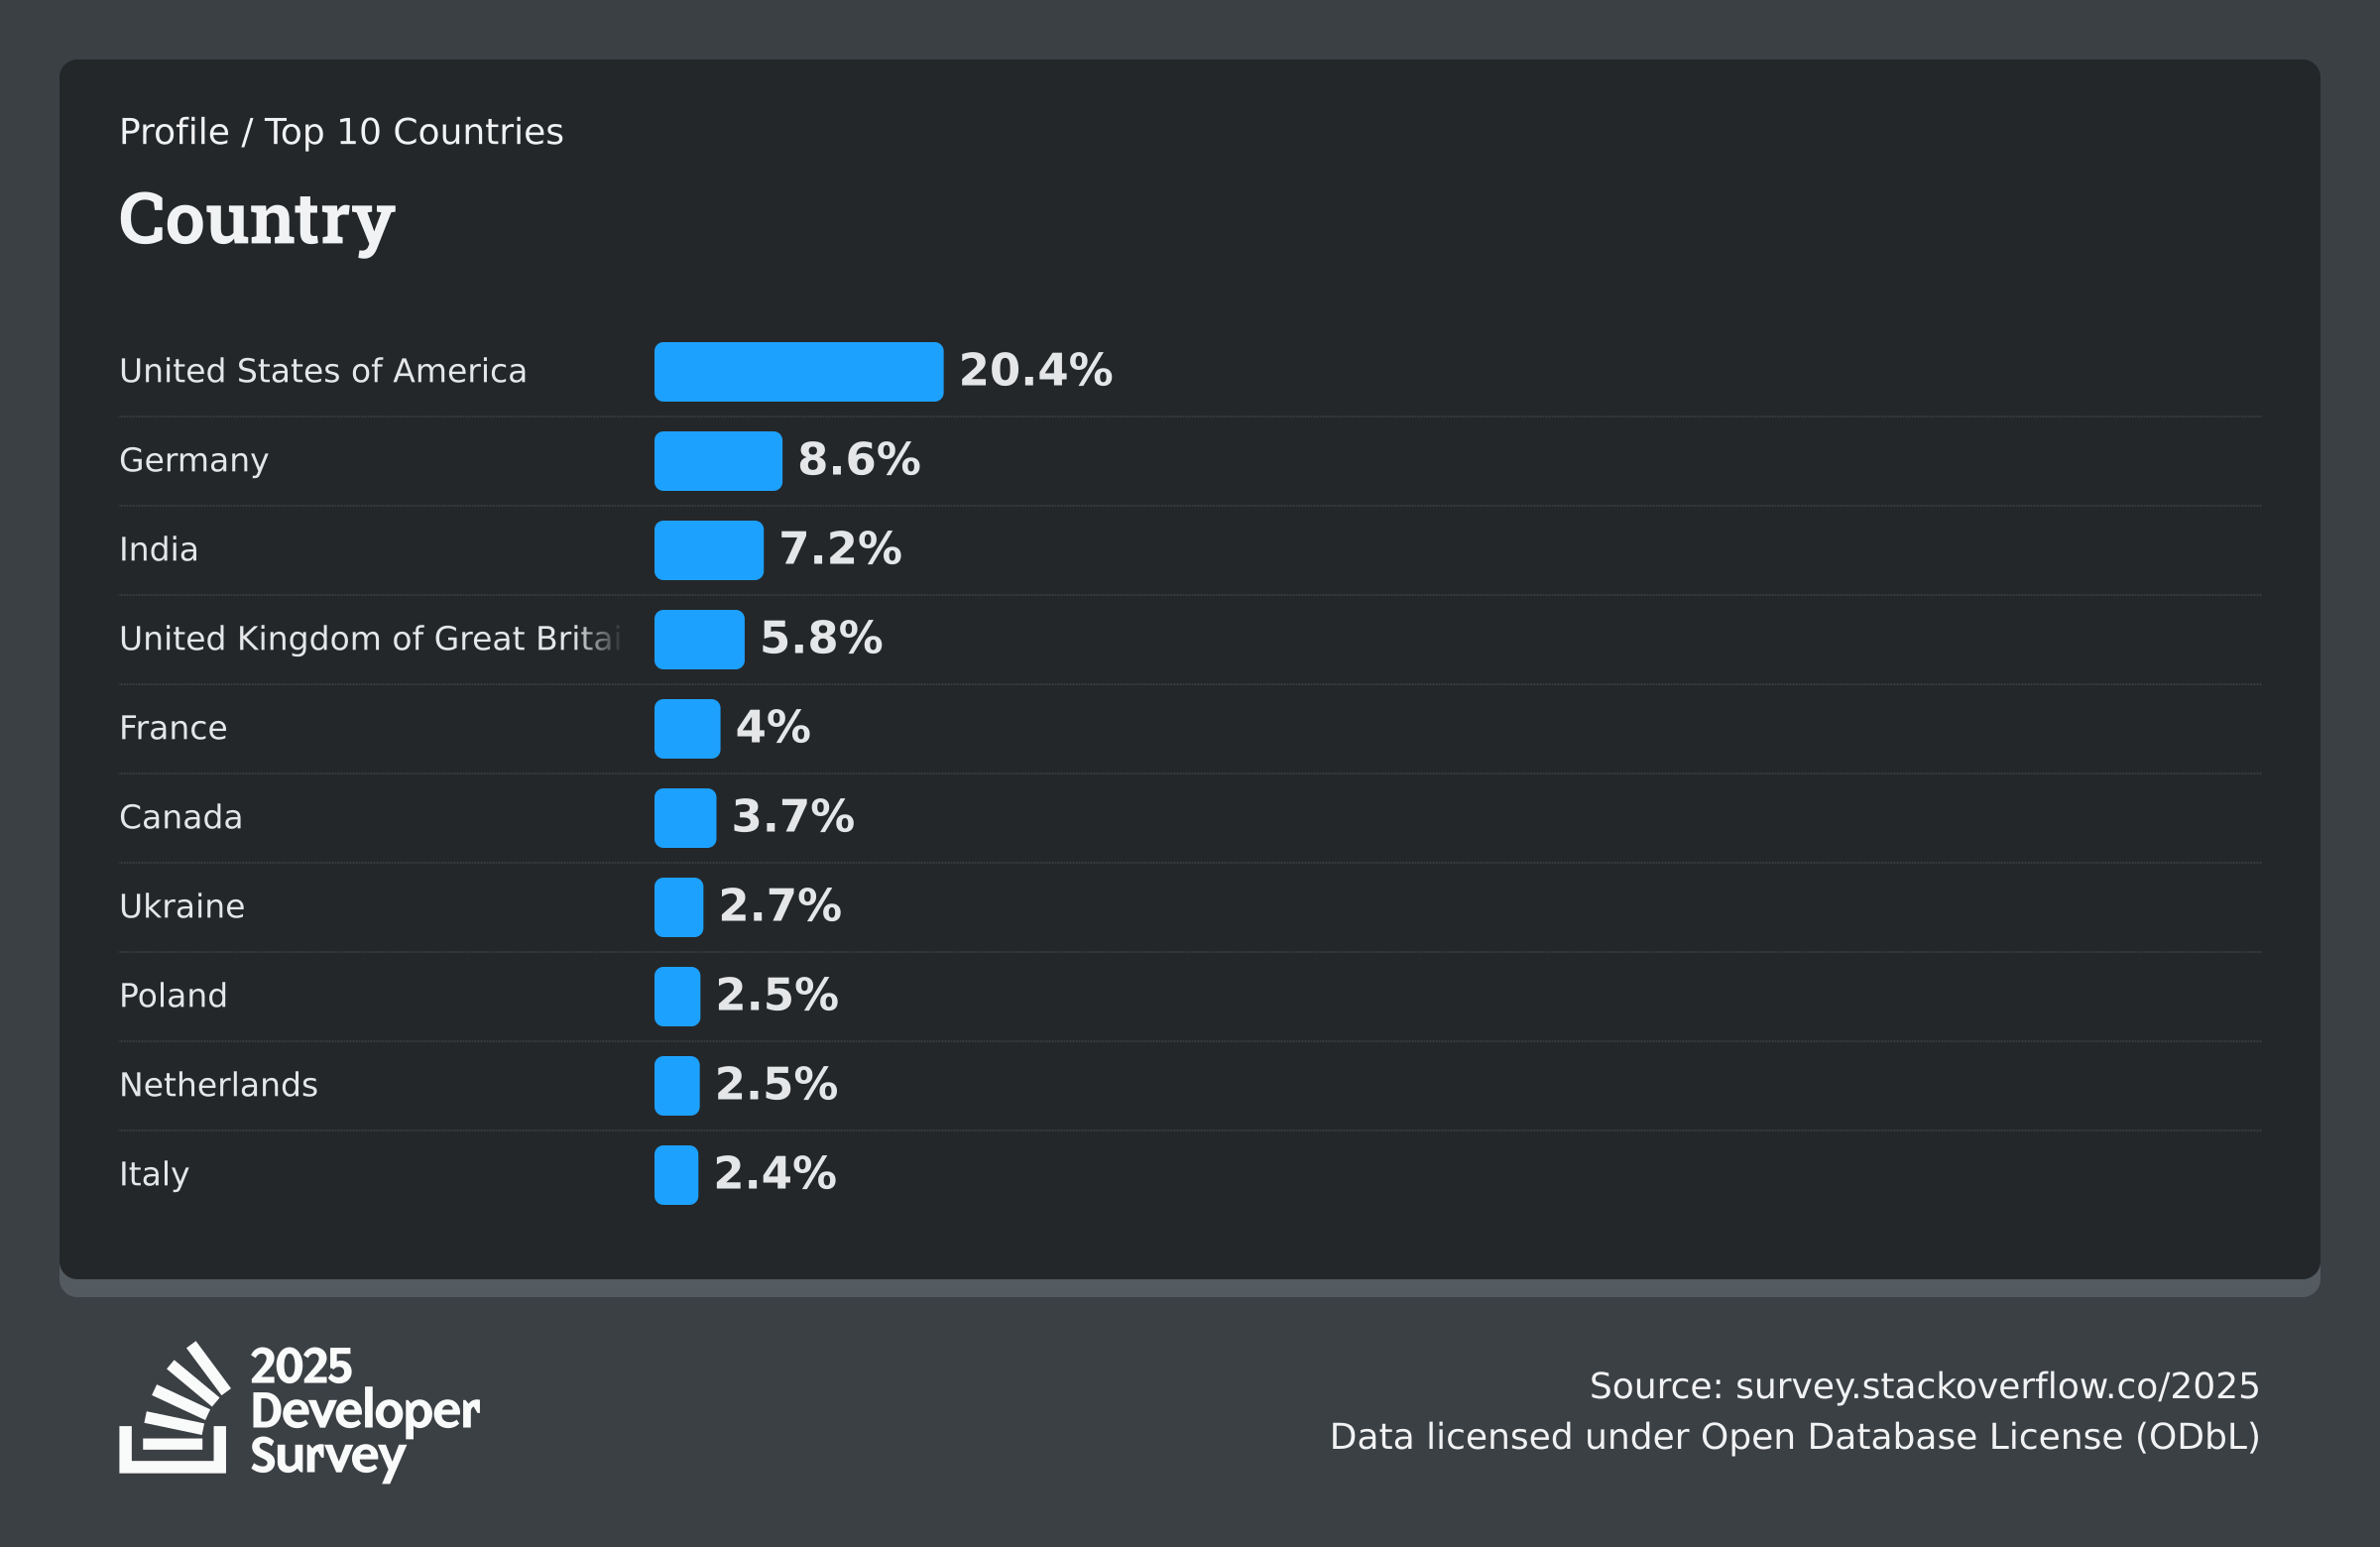 Profile / Top 10 Countries
Country
United States of America 20.4%
Germany 8.6%
India 7.2%
United Kingdom of Great Britai 5.8%
France 4%
Canada 3.7%
Ukraine 2.7%
Poland 2.5%
Netherlands 2.5%
Italy 2.4%
2025
Developer
Survey
Source: survey.stackoverflow.co/2025
Data licensed under Open Database License (ODbL)